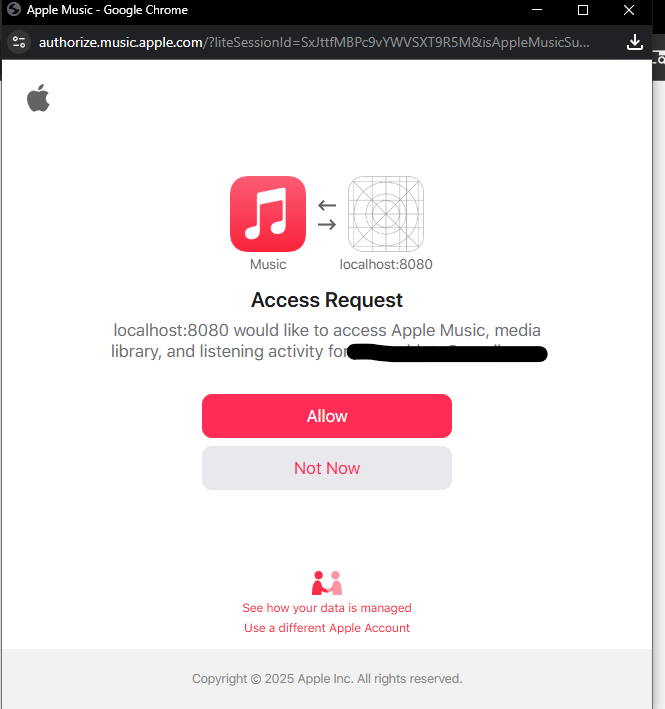 Apple Music - Google Chrome
authorize.music.apple.com/?liteSessionId=SxJttfMBPc9vYWVSXT9R5M&isAppleMusicSu...
Music
localhost:8080
Access Request
localhost:8080 would like to access Apple Music, media
library, and listening activity for
Allow
Not Now
See how your data is managed
Use a different Apple Account
Copyright © 2025 Apple Inc. All rights reserved.